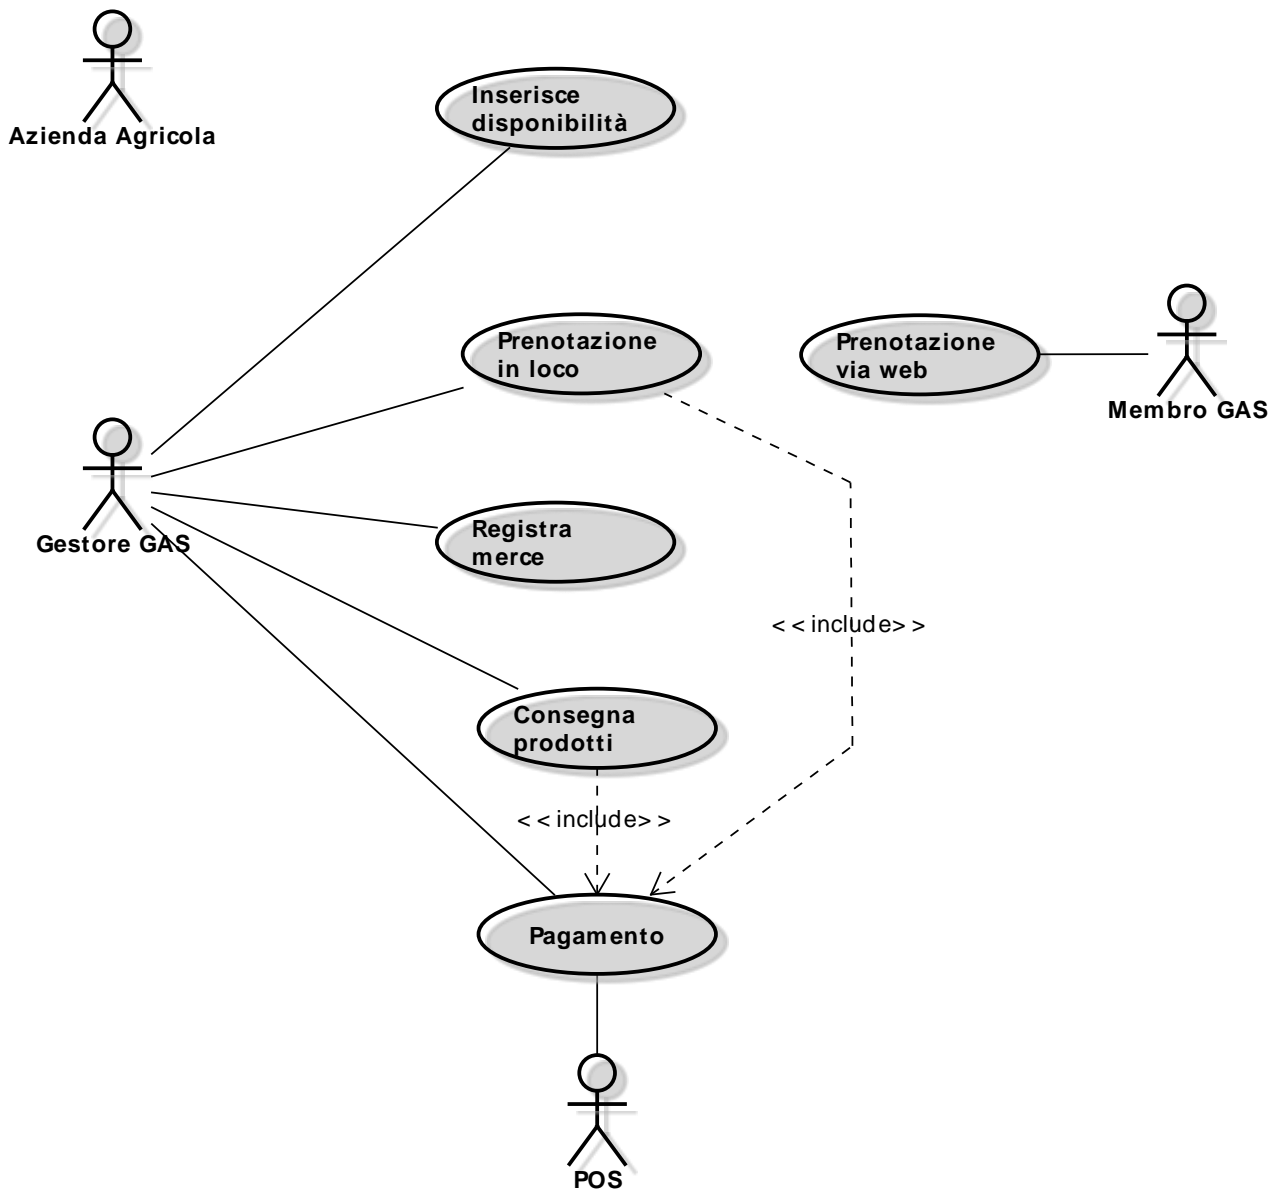 Azienda Agricola
Inserisce
disponibilità
Prenotazione
in loco
Prenotazione
via web
Membro GAS
Gestore GAS
Registra
merce
<<include>>
Consegna
prodotti
<<include>>
Pagamento
POS